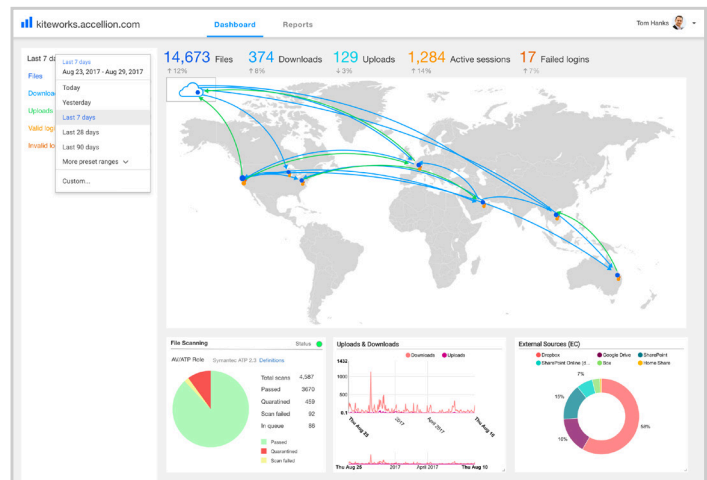 kiteworks.accellion.com
Dashboard Reports
Tom Hanks
Last 7 da
Files
Downloa
Uploads
Valid logi
Invalid lo
Last 7 days
Aug 23, 2017 - Aug 29, 2017
Today
Yesterday
Last 7 days
Last 28 days
Last 90 days
More preset ranges
Custom...
14,673 Files 374 Downloads 129 Uploads 1,284 Active sessions 17 Failed logins
↑ 12% ↑ 8% ↓ 3% ↑ 14% ↑ 7%
File Scanning Status
AV/ATP Role Symantec ATP 2.3 Definitions
Total scans 4,587
Passed 3670
Quaratined 459
Scan failed 92
In queue 88
Passed
Quarantined
Scan failed
Uploads & Downloads
Downloads Uploads
1432
1000
500
0.1
Thu Aug 25 2017 April 2017 Thu Aug 10
Thu Aug 25 2017 April 2017 Thu Aug 10
External Sources (EC)
Dropbox Google Drive SharePoint
SharePoint Online (d... Box Home Share
7%
15%
16%
58%